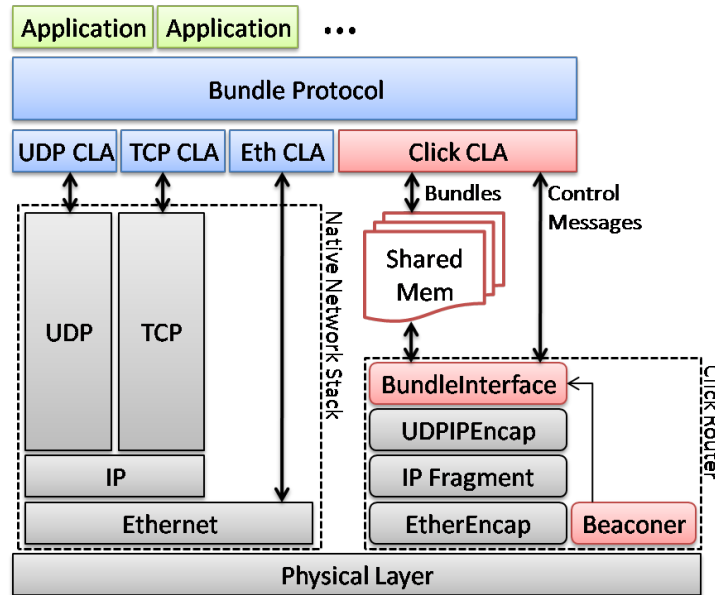 Application Application ...
Bundle Protocol
UDP CLA TCP CLA Eth CLA Click CLA
Bundles Control
Messages
Native Network Stack
Shared
Mem
UDP TCP
Click Router
BundleInterface
UDPIPEncap
IP IP Fragment
Ethernet EtherEncap Beaconer
Physical Layer